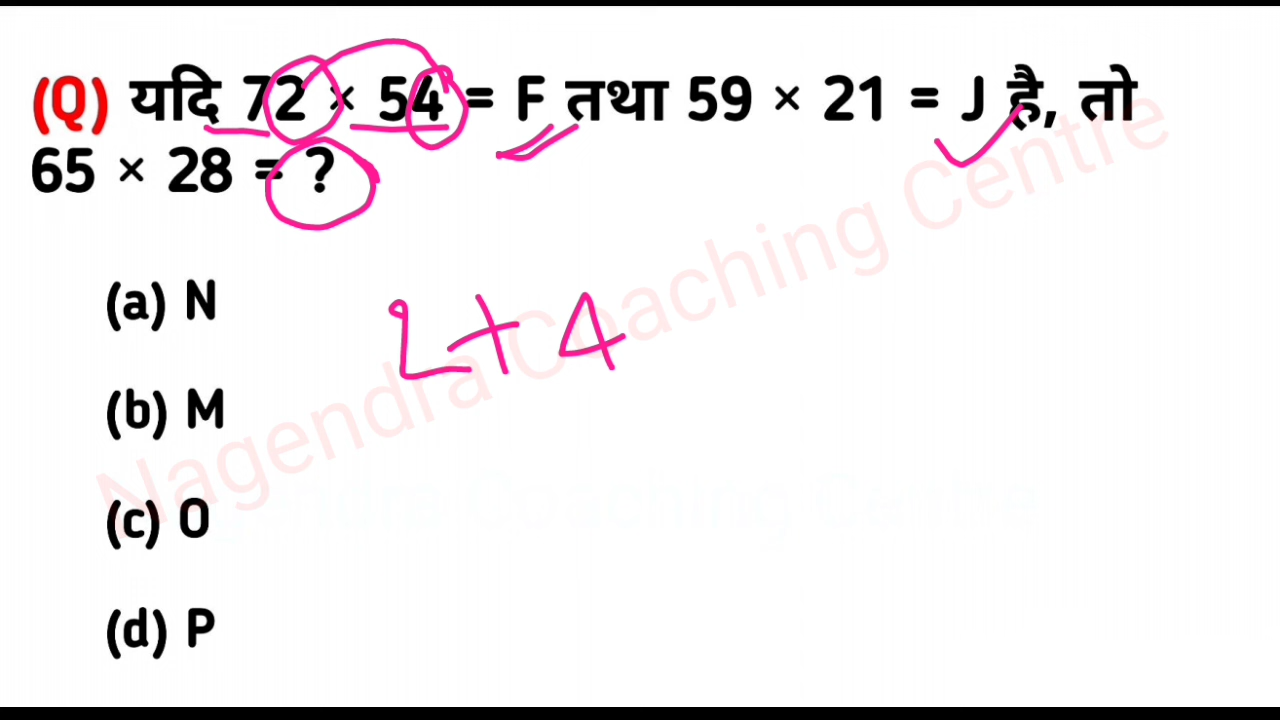 (Q) यदि 72 × 54 = F तथा 59 × 21 = J है, तो
65 × 28 = ?
(a) N
2 + 4
(b) M
(c) O
(d) P
Nagendra Coaching Centre